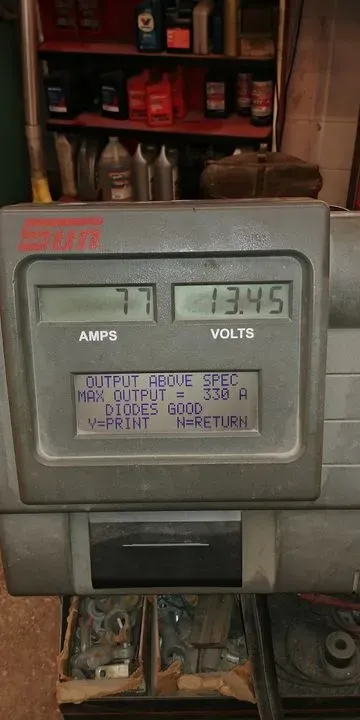 Sun
77
13.45
AMPS
VOLTS
OUTPUT ABOVE SPEC
MAX OUTPUT = 330 A
DIODES GOOD
Y=PRINT N=RETURN